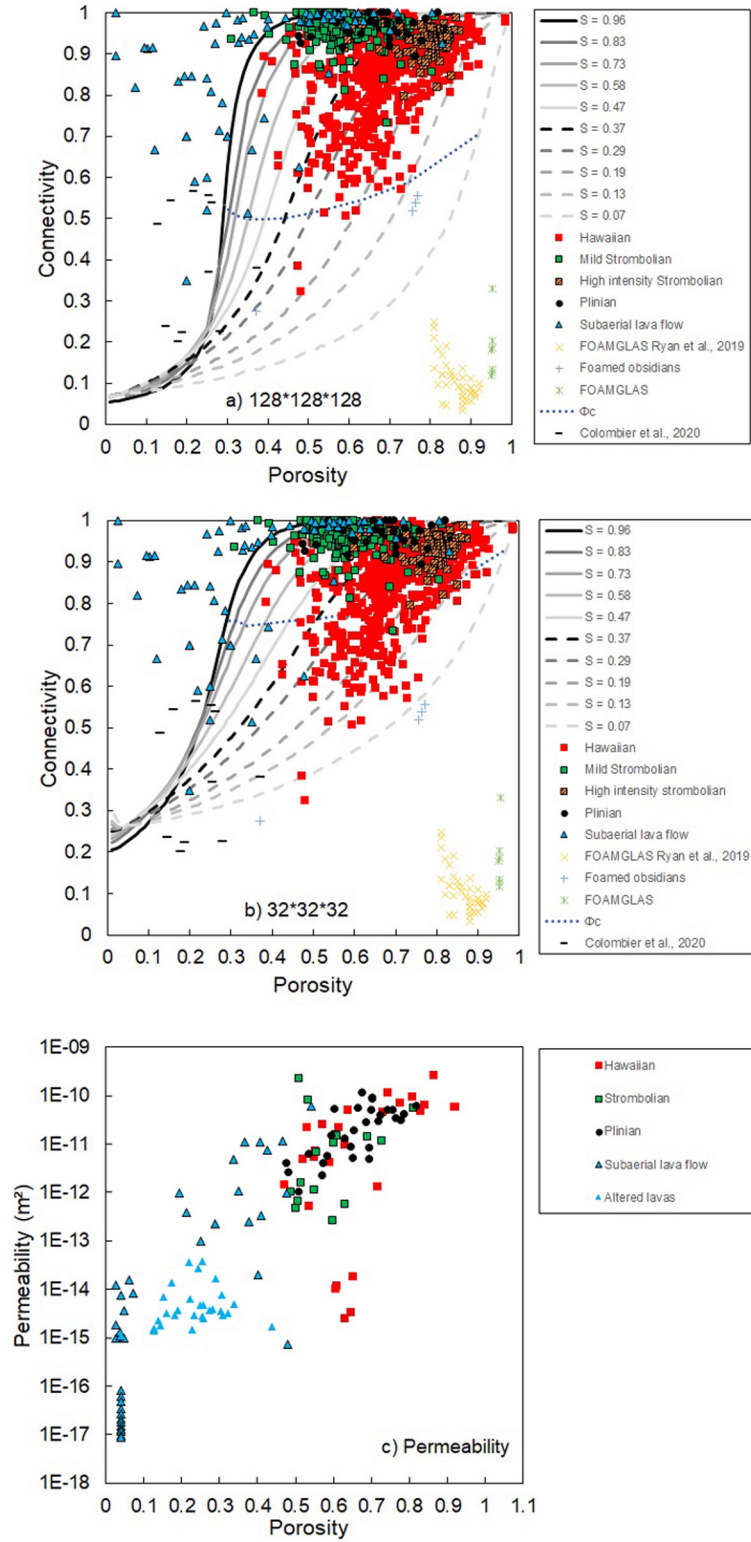 1
0.9
0.8
0.7
0.6
0.5
0.4
0.3
0.2
0.1
0
Connectivity
0 0.1 0.2 0.3 0.4 0.5 0.6 0.7 0.8 0.9 1
Porosity
a) 128*128*128
S = 0.96
S = 0.83
S = 0.73
S = 0.58
S = 0.47
S = 0.37
S = 0.29
S = 0.19
S = 0.13
S = 0.07
Hawaiian
Mild Strombolian
High intensity Strombolian
Plinian
Subaerial lava flow
FOAMGLAS Ryan et al., 2019
Foamed obsidians
FOAMGLAS
Φc
Colombier et al., 2020
1
0.9
0.8
0.7
0.6
0.5
0.4
0.3
0.2
0.1
0
Connectivity
0 0.1 0.2 0.3 0.4 0.5 0.6 0.7 0.8 0.9 1
Porosity
b) 32*32*32
S = 0.96
S = 0.83
S = 0.73
S = 0.58
S = 0.47
S = 0.37
S = 0.29
S = 0.19
S = 0.13
S = 0.07
Hawaiian
Mild Strombolian
High intensity strombolian
Plinian
Subaerial lava flow
FOAMGLAS Ryan et al., 2019
Foamed obsidians
FOAMGLAS
Φc
Colombier et al., 2020
1E-09
1E-10
1E-11
1E-12
1E-13
1E-14
1E-15
1E-16
1E-17
1E-18
Permeability (m²)
0 0.1 0.2 0.3 0.4 0.5 0.6 0.7 0.8 0.9 1 1.1
Porosity
c) Permeability
Hawaiian
Strombolian
Plinian
Subaerial lava flow
Altered lavas